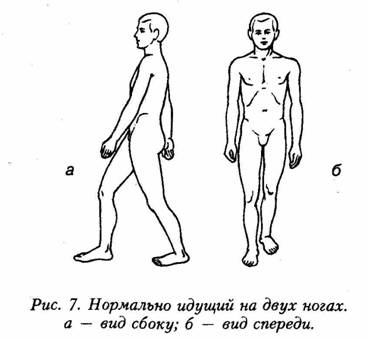 а
б
Рис. 7. Нормально идущий на двух ногах.
а — вид сбоку; б — вид спереди.